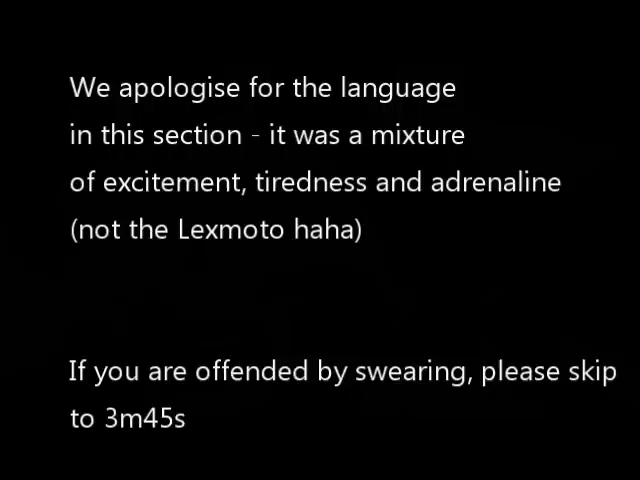 We apologise for the language
in this section - it was a mixture
of excitement, tiredness and adrenaline
(not the Lexmoto haha)
If you are offended by swearing, please skip
to 3m45s